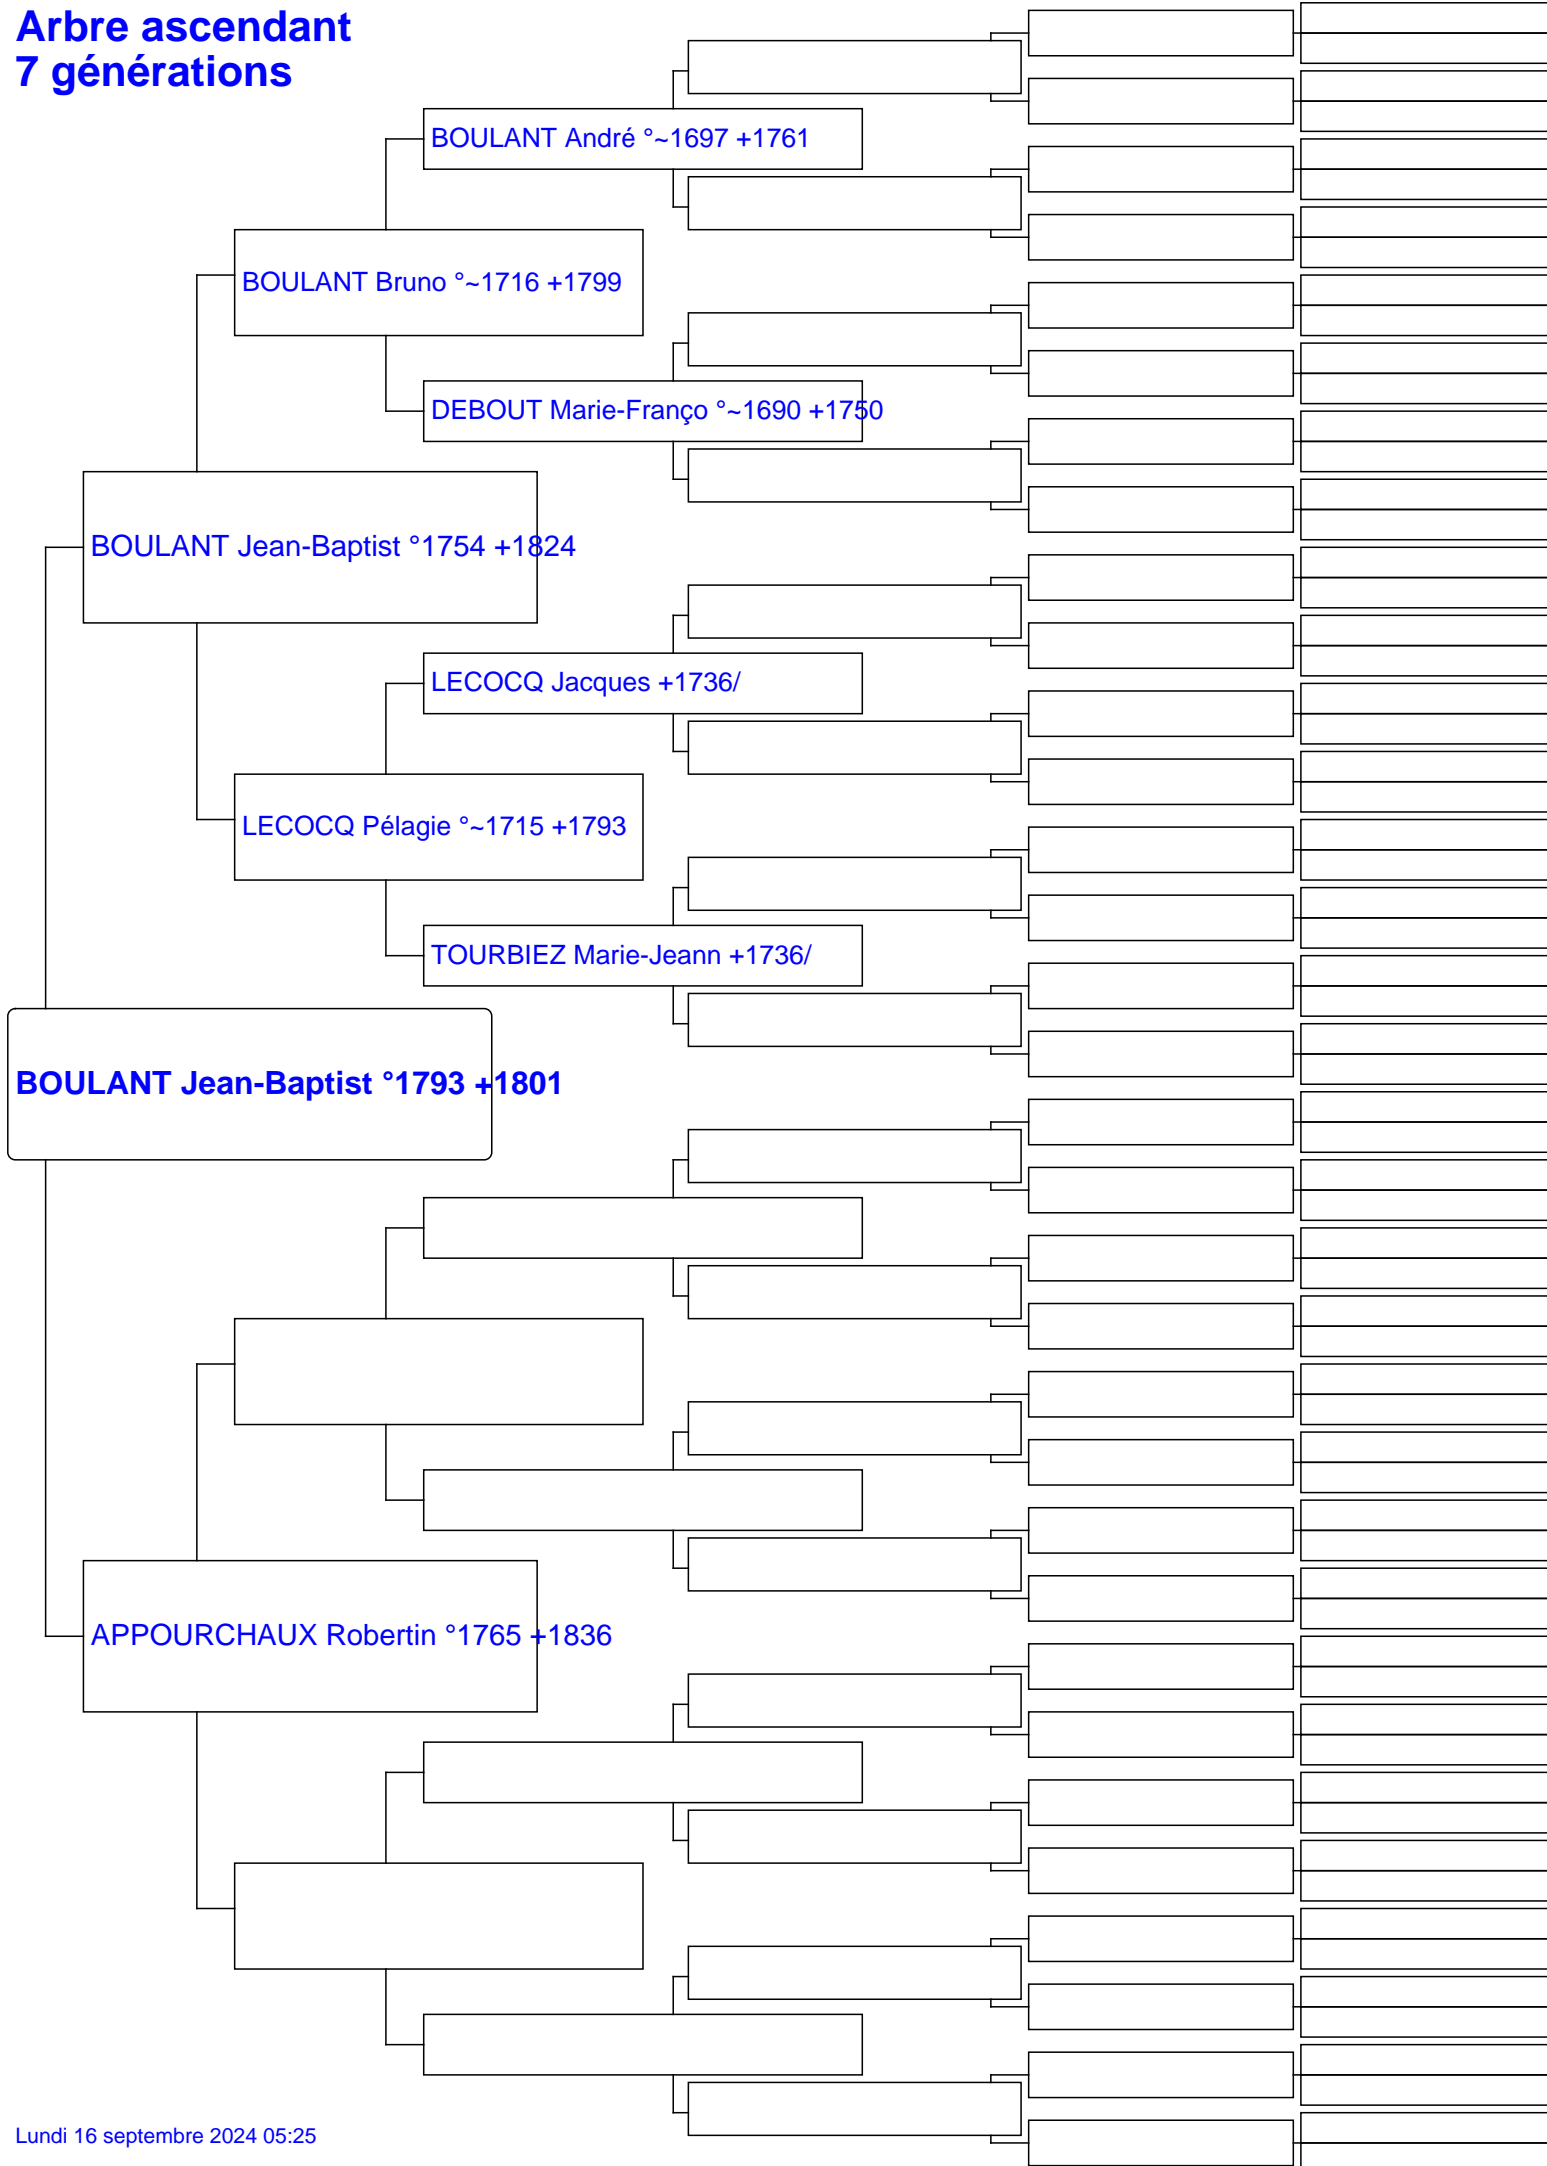 Arbre ascendant
7 générations
BOULANT André °~1697 +1761
BOULANT Bruno °~1716 +1799
DEBOUT Marie-Franço °~1690 +1750
BOULANT Jean-Baptist °1754 +1824
LECOCQ Jacques +1736/
LECOCQ Pélagie °~1715 +1793
TOURBIEZ Marie-Jeann +1736/
BOULANT Jean-Baptist °1793 +1801
APPOURCHAUX Robertin °1765 +1836
Lundi 16 septembre 2024 05:25